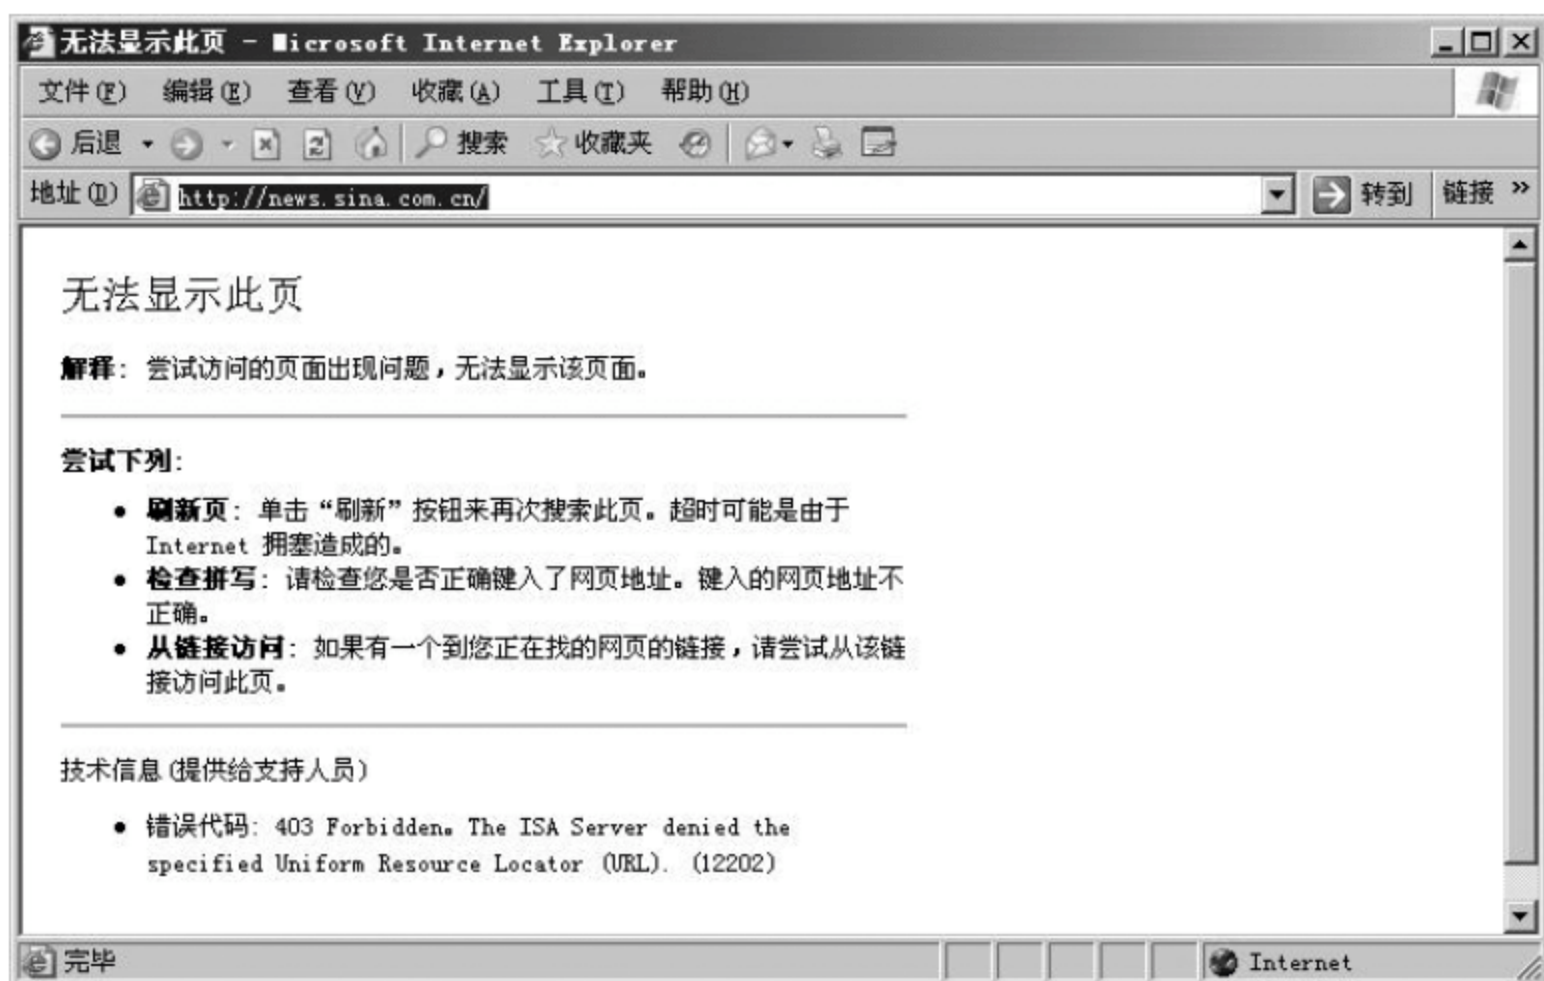 无法显示此页 - Microsoft Internet Explorer
文件(F) 编辑(E) 查看(V) 收藏(A) 工具(T) 帮助(H)
后退 搜索 收藏夹
地址(D) http://news.sina.com.cn/ 转到 链接 »
无法显示此页
解释: 尝试访问的页面出现问题，无法显示该页面。
尝试下列:
• 刷新页: 单击“刷新”按钮来再次搜索此页。超时可能是由于
Internet 拥塞造成的。
• 检查拼写: 请检查您是否正确键入了网页地址。键入的网页地址不
正确。
• 从链接访问: 如果有一个到您正在找的网页的链接，请尝试从该链
接访问此页。
技术信息(提供给支持人员)
• 错误代码: 403 Forbidden。The ISA Server denied the
specified Uniform Resource Locator (URL). (12202)
完毕 Internet